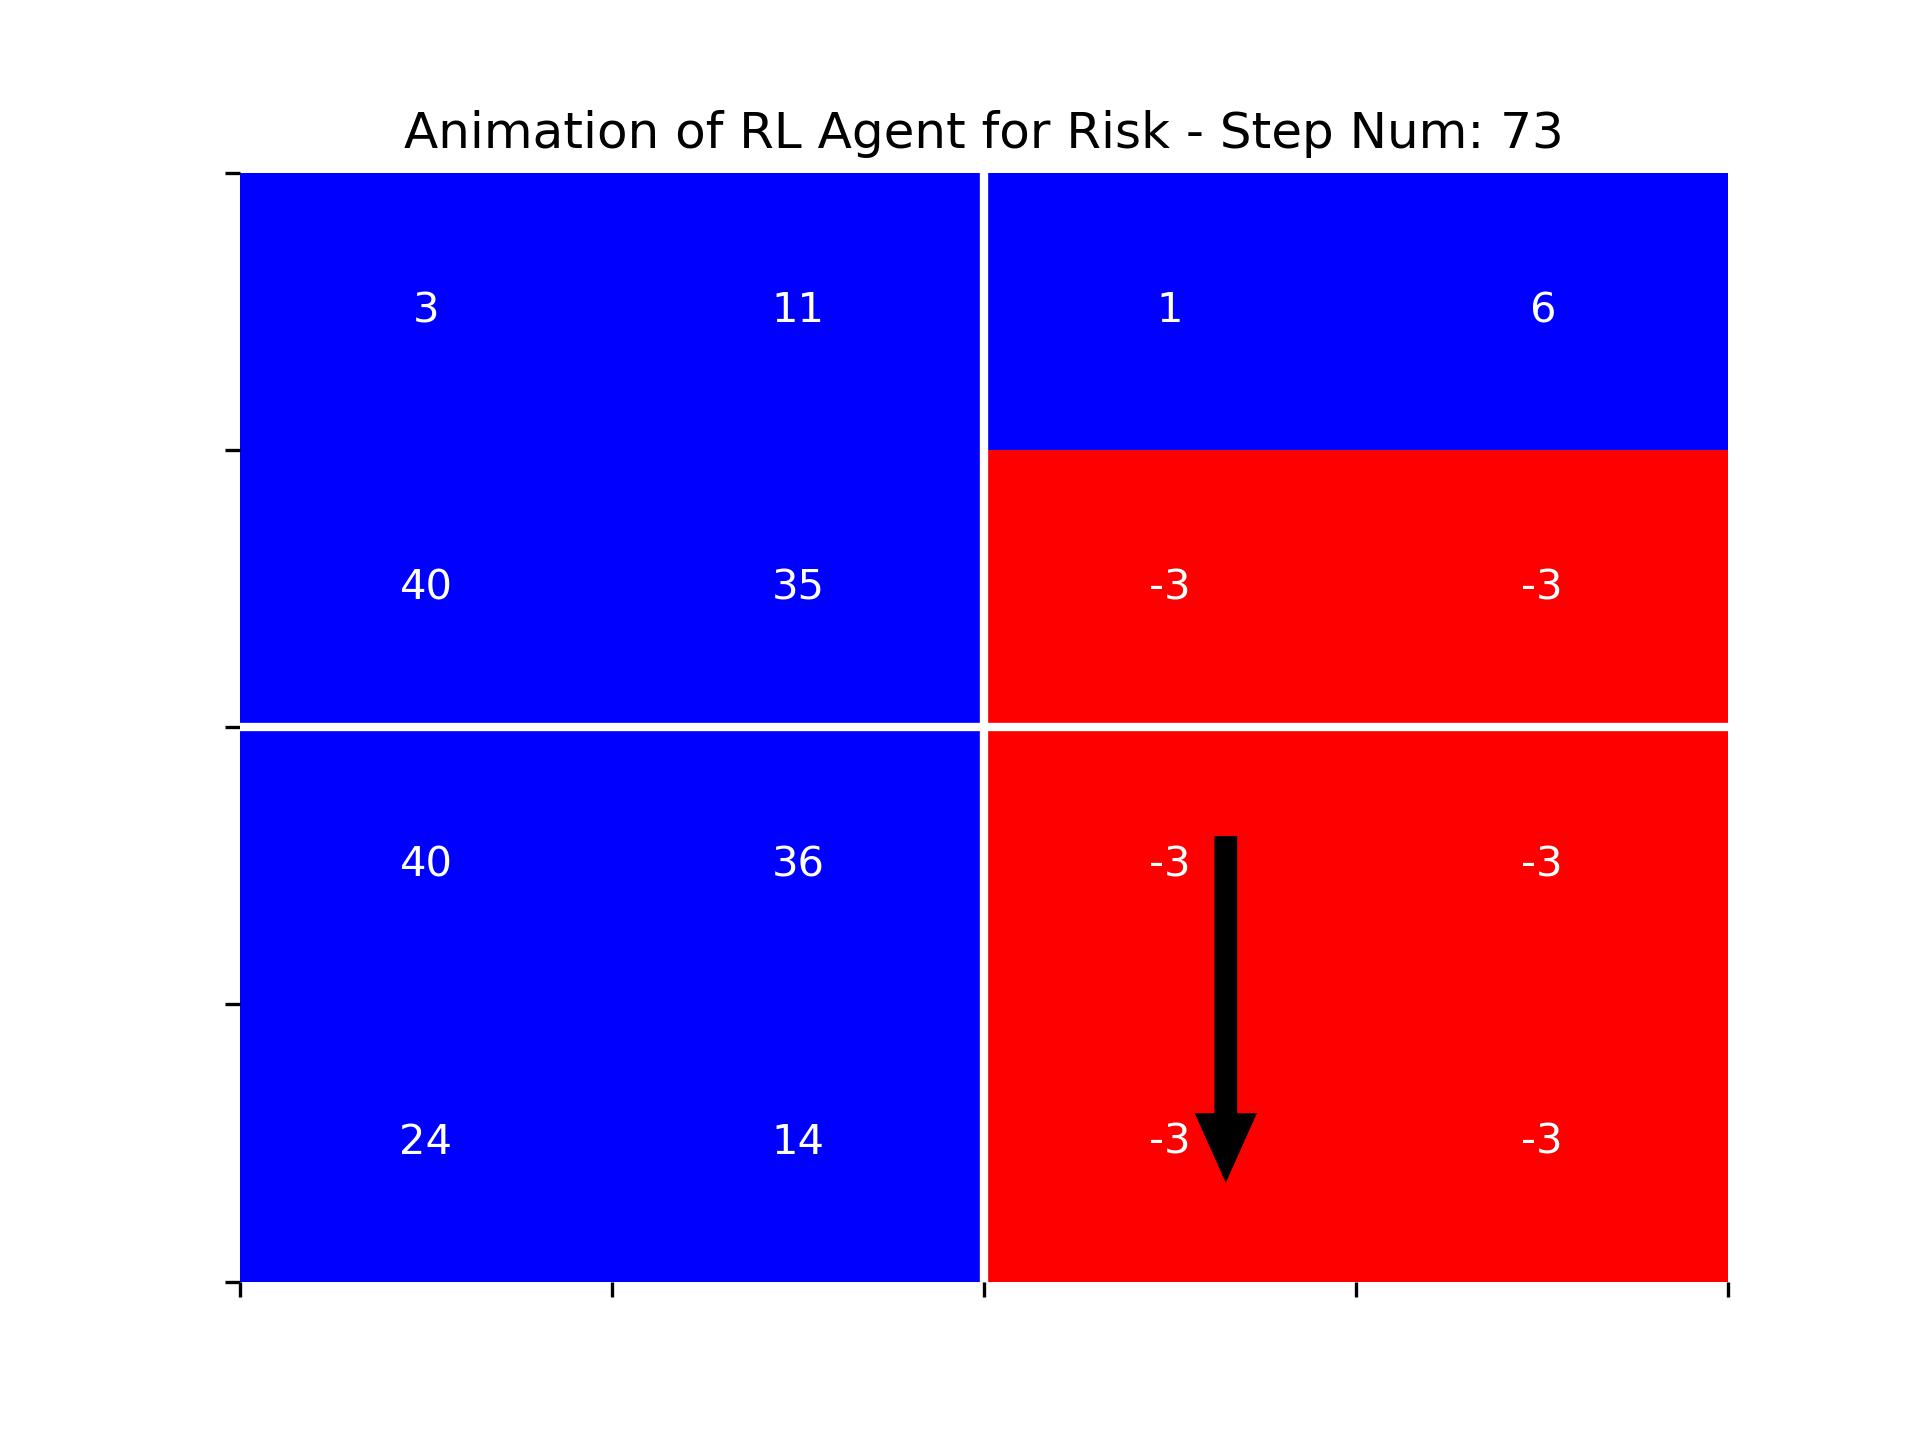 Animation of RL Agent for Risk - Step Num: 73
3 11 1 6
40 35 -3 -3
40 36 -3 -3
24 14 -3 -3